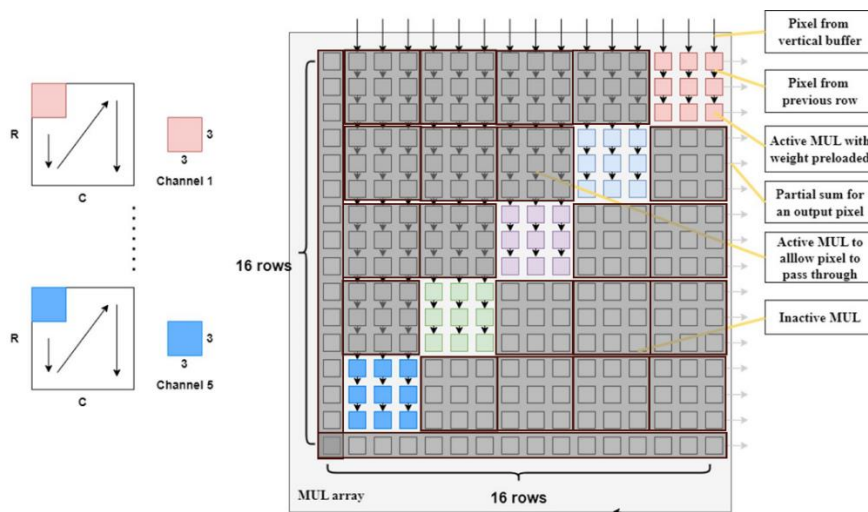 R
C
3
3
Channel 1
R
C
3
3
Channel 5
16 rows
16 rows
MUL array
Pixel from
vertical buffer
Pixel from
previous row
Active MUL with
weight preloaded
Partial sum for
an output pixel
Active MUL to
alllow pixel to
pass through
Inactive MUL